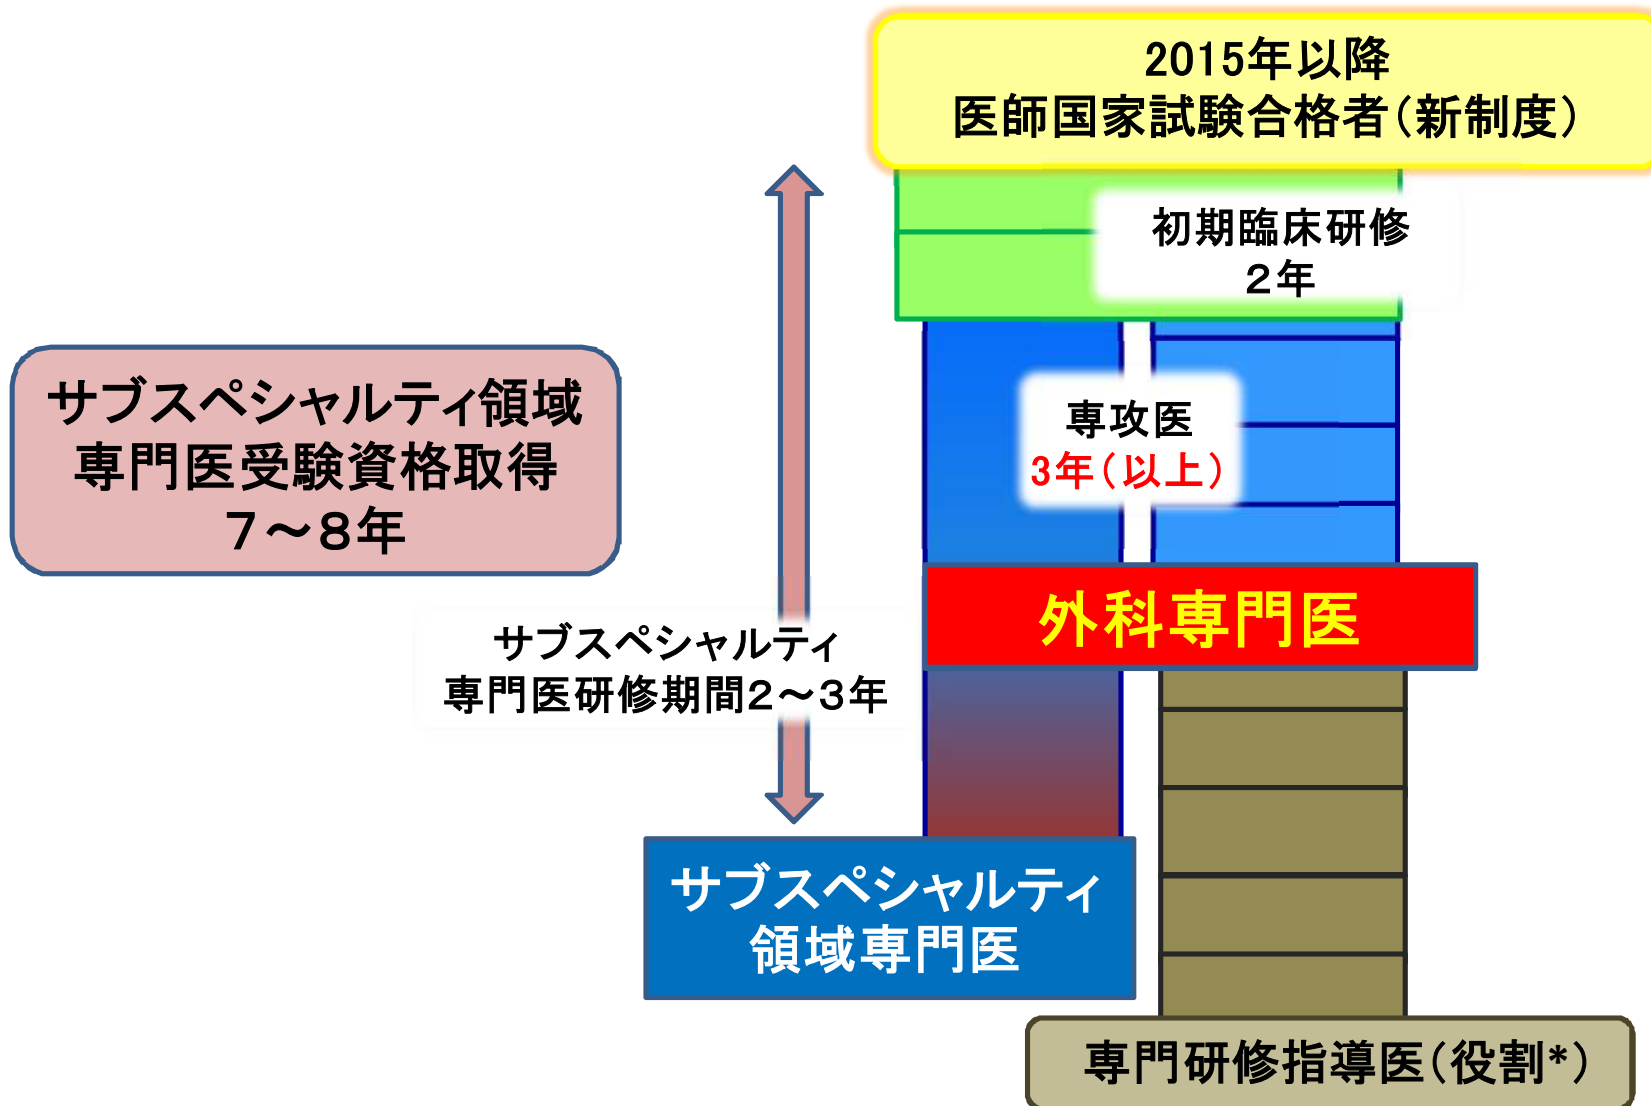 2015年以降
医師国家試験合格者（新制度）
初期臨床研修
２年
サブスペシャルティ領域
専門医受験資格取得
７～８年
専攻医
3年（以上）
外科専門医
サブスペシャルティ
専門医研修期間２～３年
サブスペシャルティ
領域専門医
専門研修指導医（役割*）